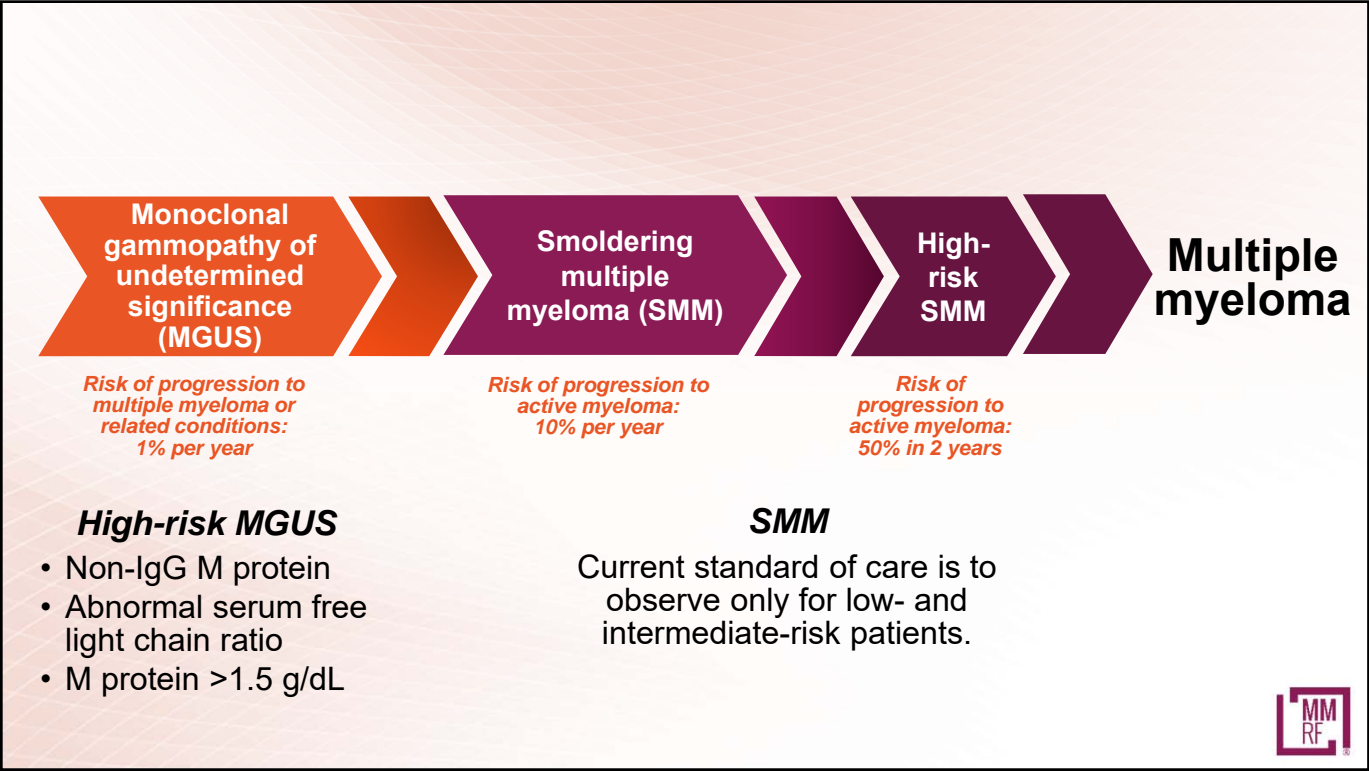 Monoclonal
gammopathy of
undetermined
significance
(MGUS)
Smoldering
multiple
myeloma (SMM)
High-
risk
SMM
Multiple
myeloma
Risk of progression to
multiple myeloma or
related conditions:
1% per year
Risk of progression to
active myeloma:
10% per year
Risk of
progression to
active myeloma:
50% in 2 years
High-risk MGUS
• Non-IgG M protein
• Abnormal serum free
light chain ratio
• M protein >1.5 g/dL
SMM
Current standard of care is to
observe only for low- and
intermediate-risk patients.
MM
RF
®